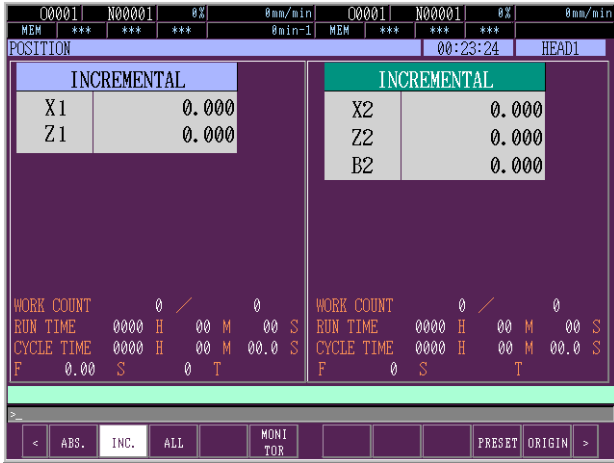 O0001 N00001 0% 0mm/min O0001 N00001 0% 0mm/min
MEM *** *** *** 0min-1 MEM *** *** ***
POSITION 00:23:24 HEAD1
INCREMENTAL INCREMENTAL
X1 0.000 X2 0.000
Z1 0.000 Z2 0.000
B2 0.000
WORK COUNT 0 / 0 WORK COUNT 0 / 0
RUN TIME 0000 H 00 M 00 S RUN TIME 0000 H 00 M 00 S
CYCLE TIME 0000 H 00 M 00.0 S CYCLE TIME 0000 H 00 M 00.0 S
F 0.00 S 0 T F 0 S T
>_
< ABS. INC. ALL MONI TOR PRESET ORIGIN >